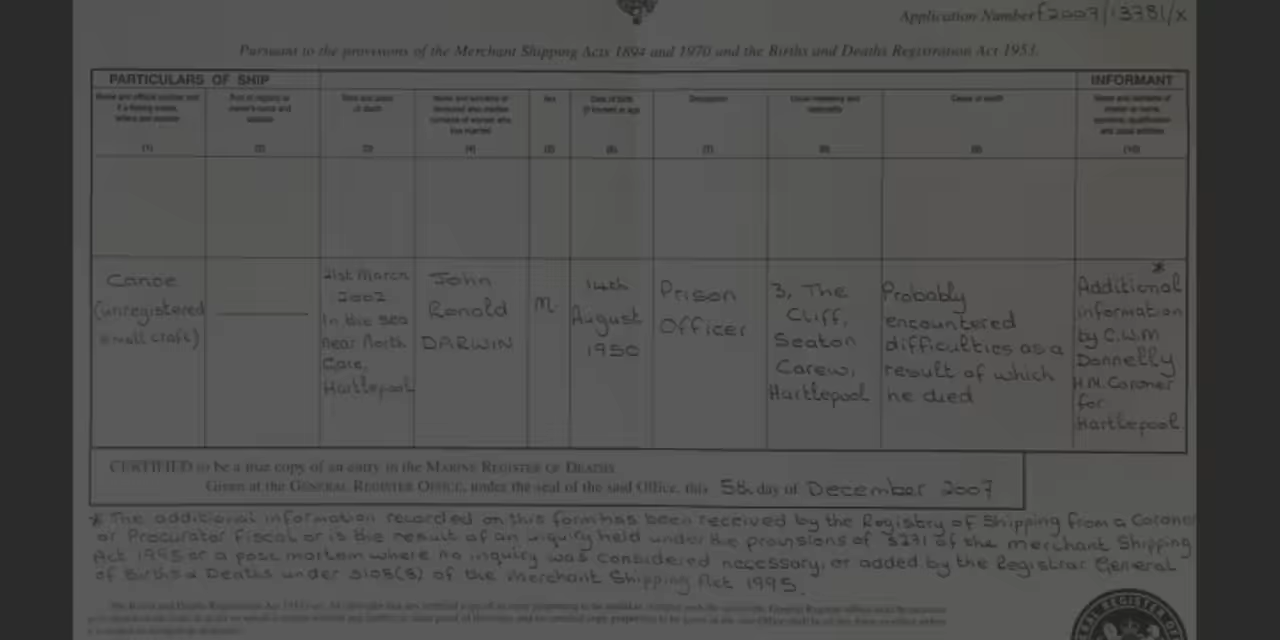 Application Number F2007/13781/X
Pursuant to the provisions of the Merchant Shipping Acts 1894 and 1970 and the Births and Deaths Registration Act 1953.
PARTICULARS OF SHIP
INFORMANT
Sex
Cause of death
(1) (2) (3) (4) (5) (6) (7) (8) (9) (10)
Canoe
(unregistered
small craft)
21st March
2002
In the sea
near North
Care,
Hartlepool
John
Ronald
DARWIN
M.
14th
August
1950
Prison
Officer
3, The
Cliff,
Seaton
Carew,
Hartlepool
Probably
encountered
difficulties as a
result of which
he died
*
Additional
information
by C.W.M
Donnelly
H.M. Coroner
for
Hartlepool
CERTIFIED to be a true copy of an entry in the MARINE REGISTER OF DEATHS
Given at the GENERAL REGISTER OFFICE, under the seal of the said Office, this 5th day of December 2007
* The additional information recorded on this form has been received by the Registry of Shipping from a Coroner
or Procurator Fiscal or is the result of an inquiry held under the provisions of S271 of the Merchant Shipping
Act 1995 or a post mortem where no inquiry was considered necessary, or added by the Registrar General
of Births & Deaths under S108(8) of the Merchant Shipping Act 1995.